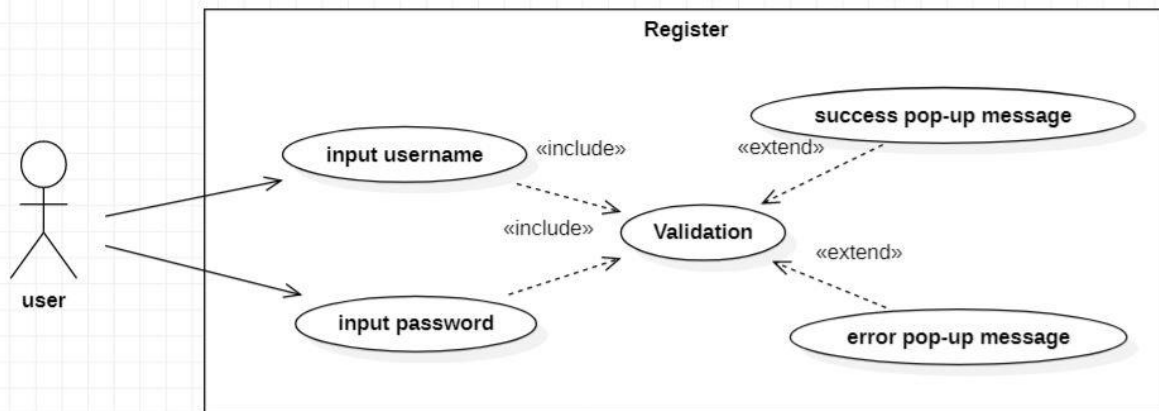 Register
success pop-up message
input username
«include»
«extend»
«include»
Validation
«extend»
user
input password
error pop-up message